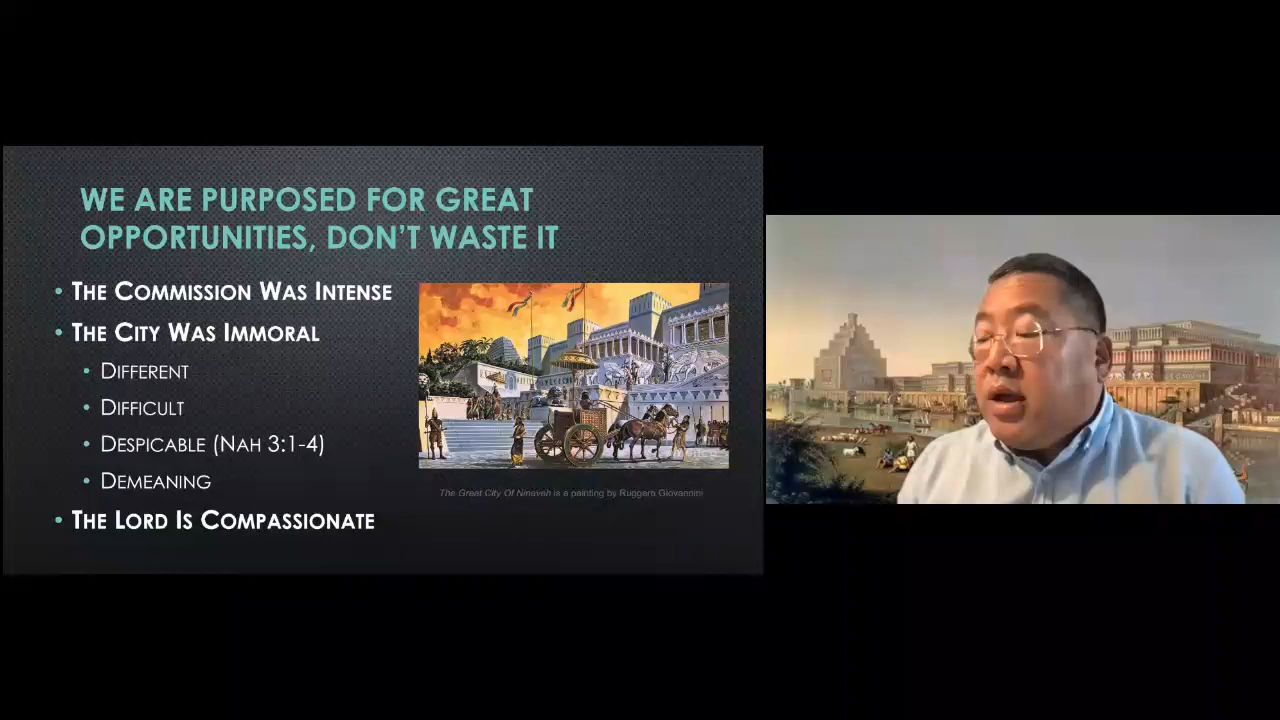 WE ARE PURPOSED FOR GREAT
OPPORTUNITIES, DON'T WASTE IT
• THE COMMISSION WAS INTENSE
• THE CITY WAS IMMORAL
• DIFFERENT
• DIFFICULT
• DESPICABLE (NAH 3:1-4)
• DEMEANING
• THE LORD IS COMPASSIONATE
The Great City Of Nineveh is a painting by Ruggero Giovannini